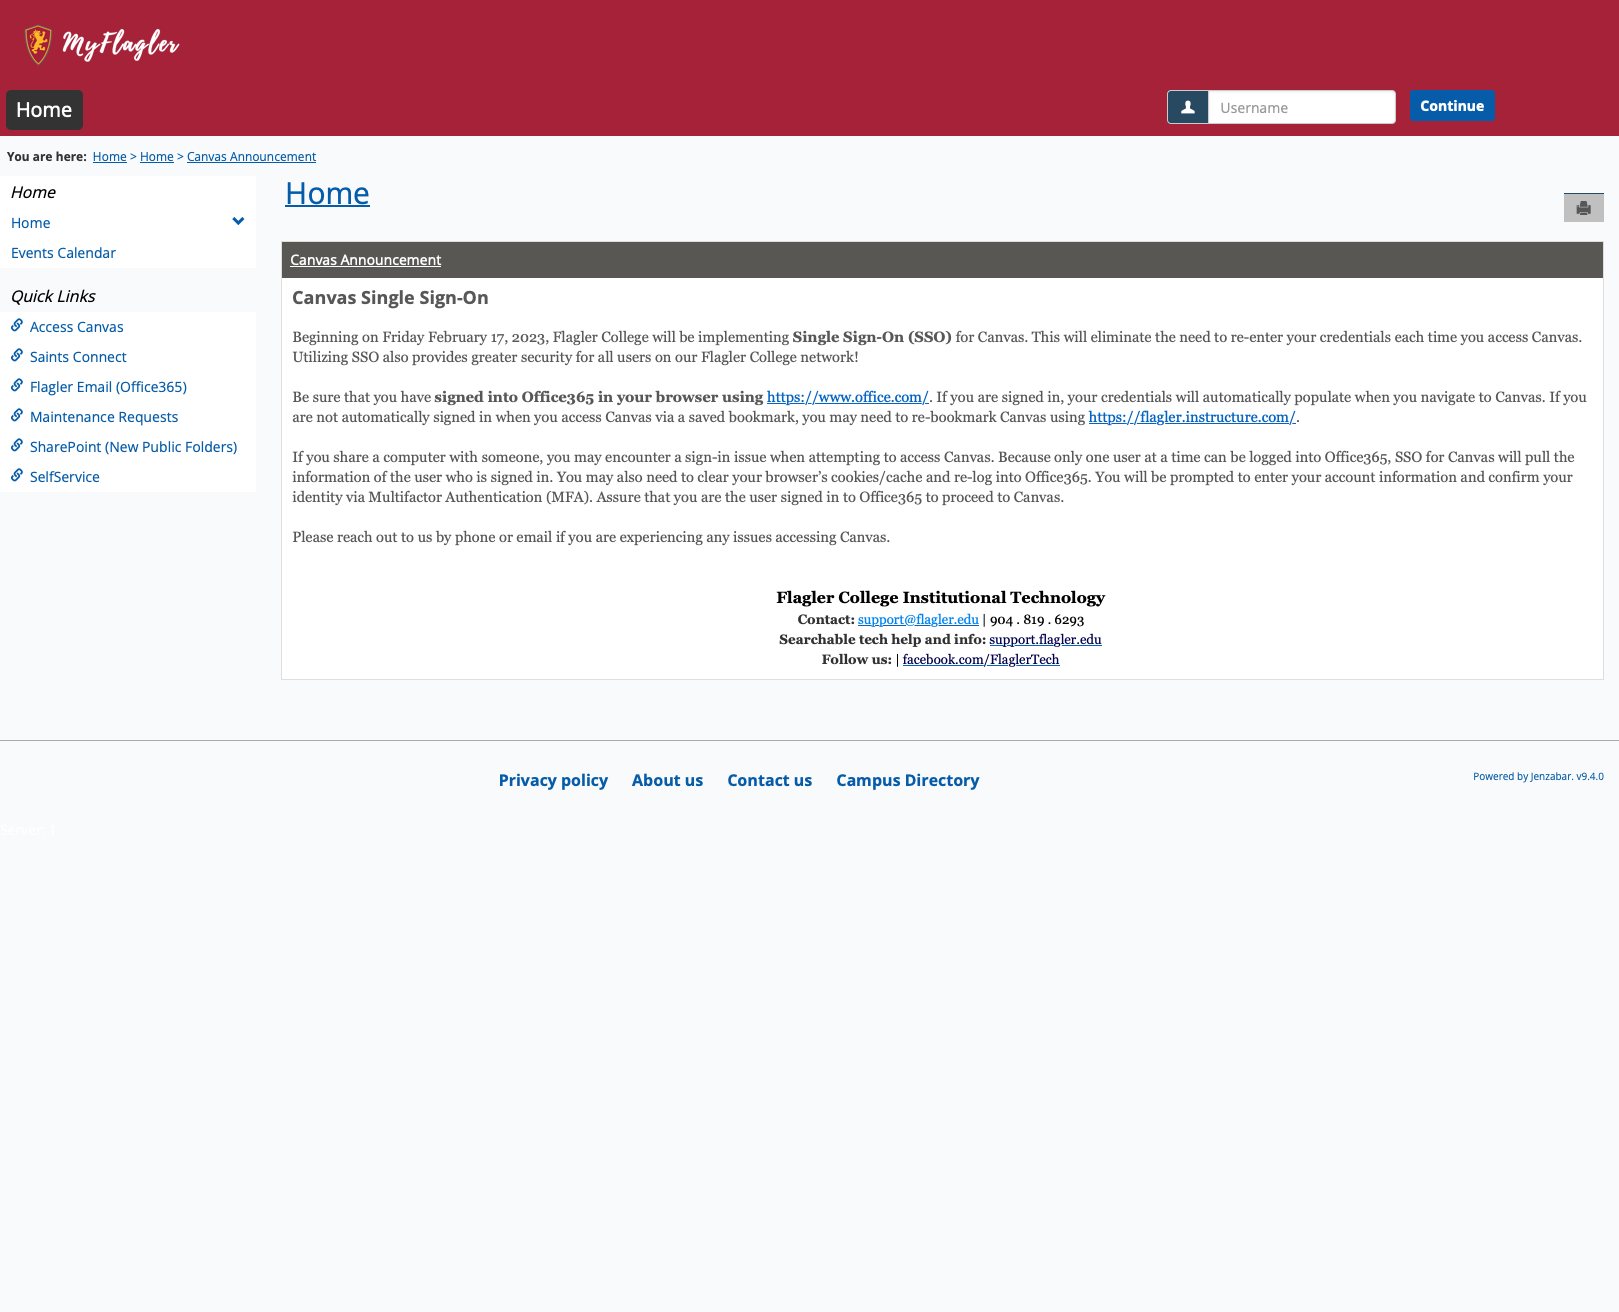 MyFlagler
Home
Username
Continue
You are here: Home > Home > Canvas Announcement
Home
Home
Events Calendar
Quick Links
Access Canvas
Saints Connect
Flagler Email (Office365)
Maintenance Requests
SharePoint (New Public Folders)
SelfService
Home
Canvas Announcement
Canvas Single Sign-On
Beginning on Friday February 17, 2023, Flagler College will be implementing Single Sign-On (SSO) for Canvas. This will eliminate the need to re-enter your credentials each time you access Canvas.
Utilizing SSO also provides greater security for all users on our Flagler College network!
Be sure that you have signed into Office365 in your browser using https://www.office.com/. If you are signed in, your credentials will automatically populate when you navigate to Canvas. If you
are not automatically signed in when you access Canvas via a saved bookmark, you may need to re-bookmark Canvas using https://flagler.instructure.com/.
If you share a computer with someone, you may encounter a sign-in issue when attempting to access Canvas. Because only one user at a time can be logged into Office365, SSO for Canvas will pull the
information of the user who is signed in. You may also need to clear your browser’s cookies/cache and re-log into Office365. You will be prompted to enter your account information and confirm your
identity via Multifactor Authentication (MFA). Assure that you are the user signed in to Office365 to proceed to Canvas.
Please reach out to us by phone or email if you are experiencing any issues accessing Canvas.
Flagler College Institutional Technology
Contact: support@flagler.edu | 904 . 819 . 6293
Searchable tech help and info: support.flagler.edu
Follow us: | facebook.com/FlaglerTech
Privacy policy About us Contact us Campus Directory
Powered by Jenzabar. v9.4.0